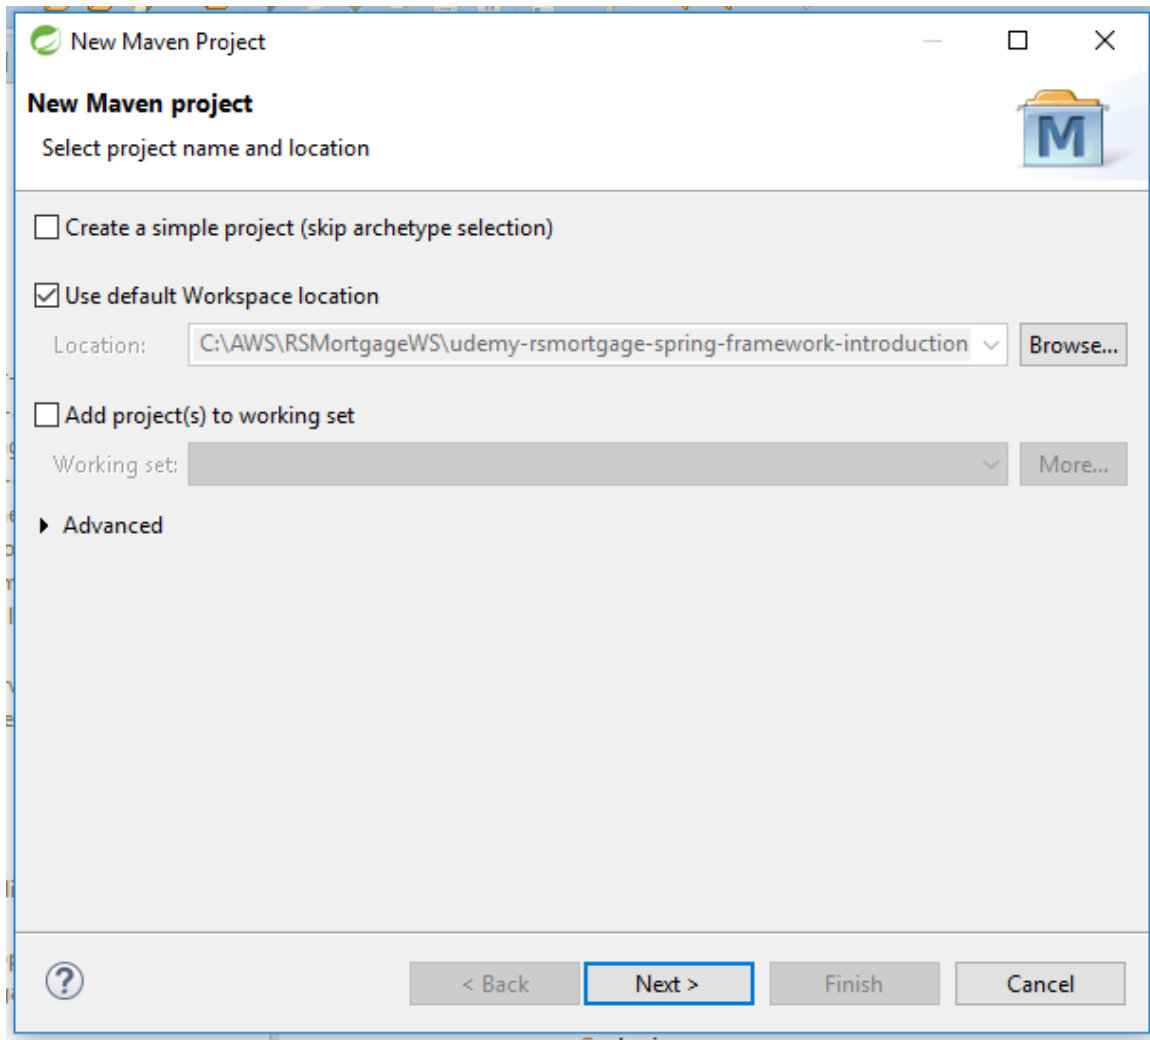 New Maven Project
New Maven project
Select project name and location
M
Create a simple project (skip archetype selection)
Use default Workspace location
Location: C:\AWS\RSMortgageWS\udemy-rsmortgage-spring-framework-introduction Browse...
Add project(s) to working set
Working set: More...
Advanced
? < Back Next > Finish Cancel